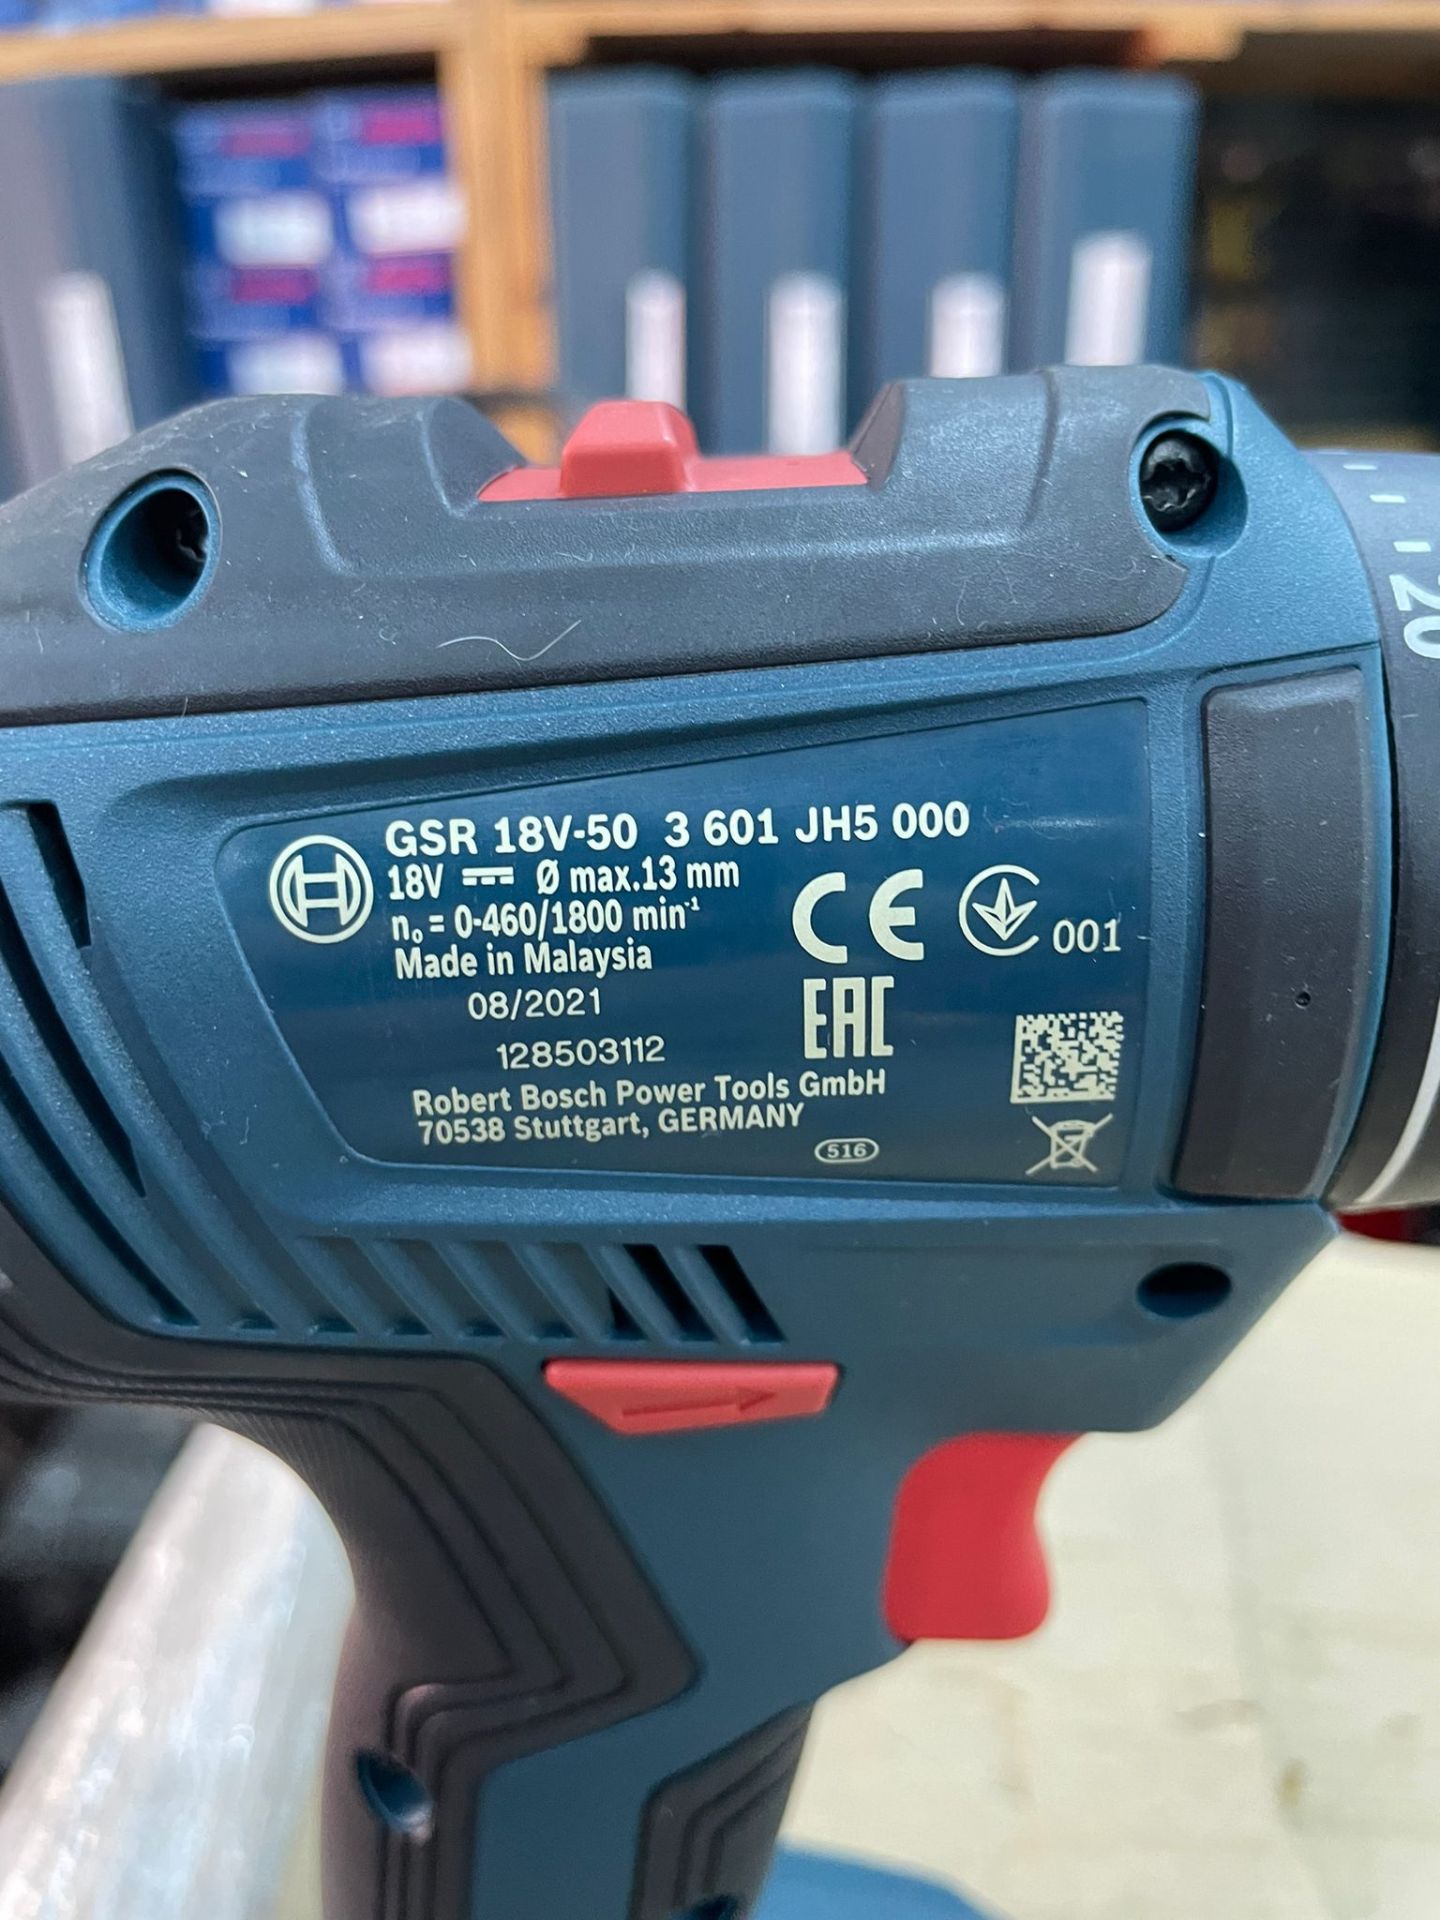 GSR 18V-50 3 601 JH5 000
18V ⎓ Ø max.13 mm
n₀ = 0-460/1800 min⁻¹
Made in Malaysia
08/2021
128503112
Robert Bosch Power Tools GmbH
70538 Stuttgart, GERMANY
CE
001
EAC
516
20